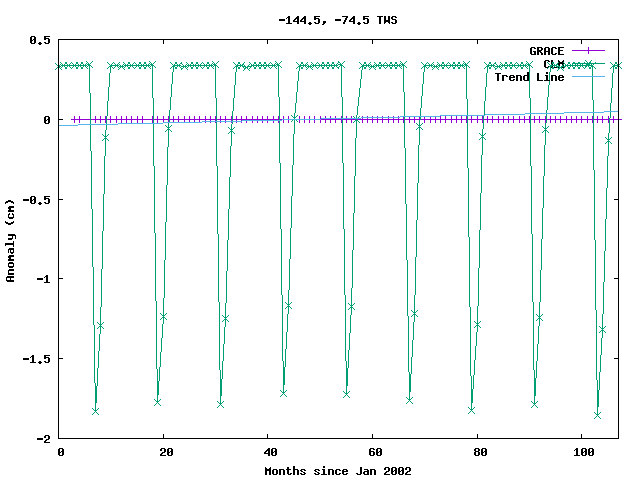 -144.5, -74.5 TWS
GRACE
CLM
Trend Line
0.5
0
-0.5
-1
-1.5
-2
Anomaly (cm)
0 20 40 60 80 100
Months since Jan 2002